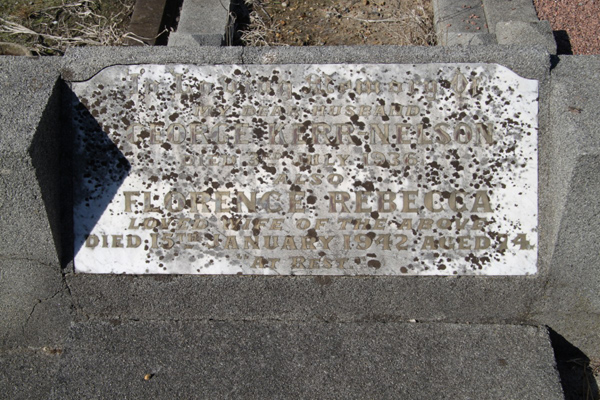 In Loving Memory Of
MY DEAR HUSBAND
GEORGE KERR NELSON
DIED JULY 1936
ALSO
FLORENCE REBECCA
LOVED WIFE OF THE ABOVE
DIED 15TH JANUARY 1942 AGED 74
AT REST